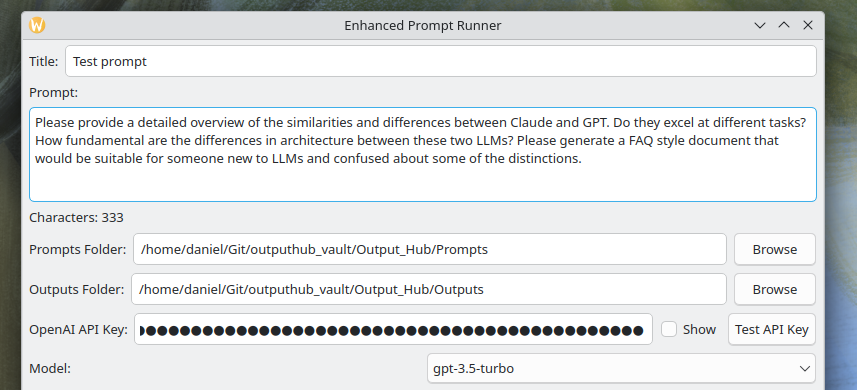 Enhanced Prompt Runner
Title: Test prompt
Prompt:
Please provide a detailed overview of the similarities and differences between Claude and GPT. Do they excel at different tasks?
How fundamental are the differences in architecture between these two LLMs? Please generate a FAQ style document that
would be suitable for someone new to LLMs and confused about some of the distinctions.
Characters: 333
Prompts Folder: /home/daniel/Git/outputhub_vault/Output_Hub/Prompts Browse
Outputs Folder: /home/daniel/Git/outputhub_vault/Output_Hub/Outputs Browse
OpenAI API Key: Show Test API Key
Model: gpt-3.5-turbo